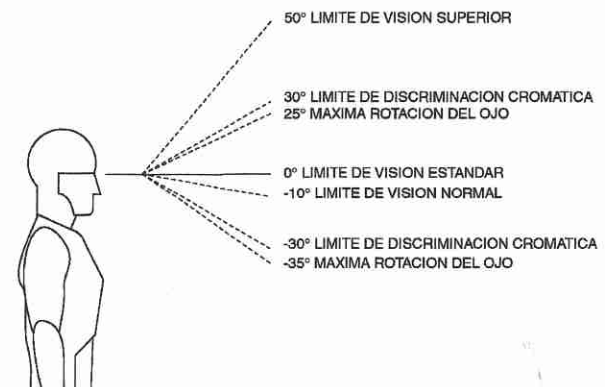 50° LIMITE DE VISION SUPERIOR
30° LIMITE DE DISCRIMINACION CROMATICA
25° MAXIMA ROTACION DEL OJO
0° LIMITE DE VISION ESTANDAR
-10° LIMITE DE VISION NORMAL
-30° LIMITE DE DISCRIMINACION CROMATICA
-35° MAXIMA ROTACION DEL OJO